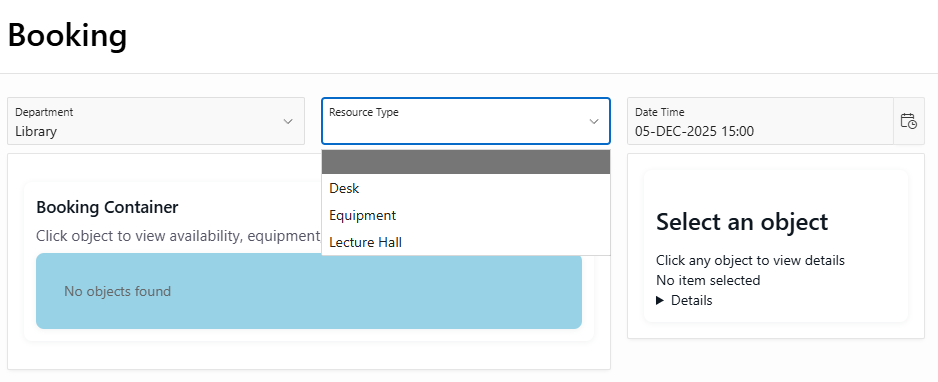 Booking
Department
Library
Resource Type
Desk
Equipment
Lecture Hall
Date Time
05-DEC-2025 15:00
Booking Container
Click object to view availability, equipment
No objects found
Select an object
Click any object to view details
No item selected
Details